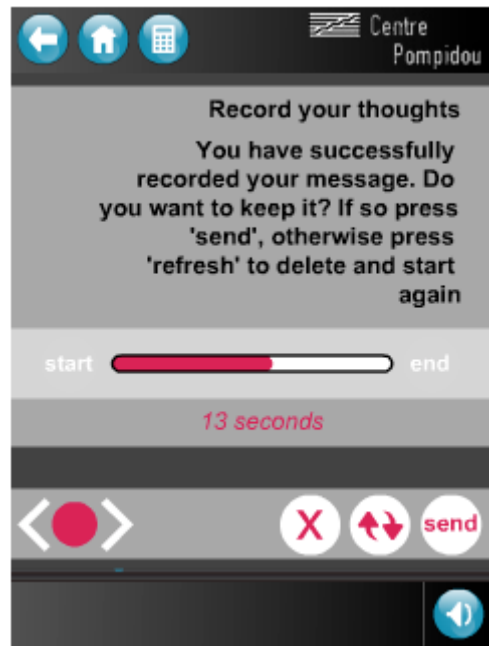 Centre
Pompidou
Record your thoughts
You have successfully
recorded your message. Do
you want to keep it? If so press
'send', otherwise press
'refresh' to delete and start
again
start end
13 seconds
X send